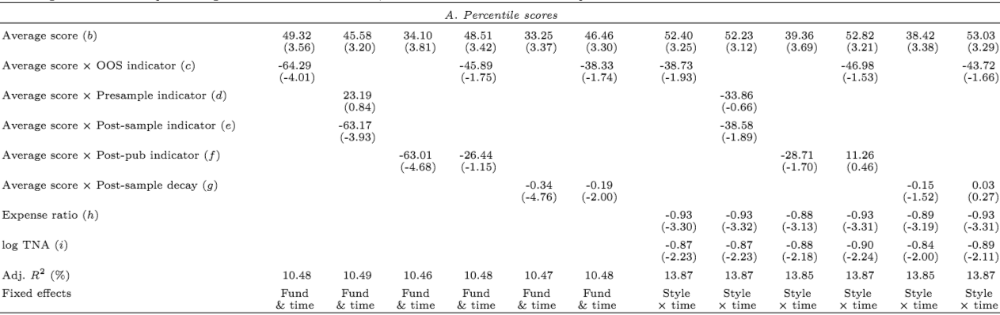 A. Percentile scores
Average score (b) 49.32 45.58 34.10 48.51 33.25 46.46 52.40 52.23 39.36 52.82 38.42 53.03
(3.56) (3.20) (3.81) (3.42) (3.37) (3.30) (3.25) (3.12) (3.69) (3.21) (3.38) (3.29)
Average score × OOS indicator (c) -64.29 -45.89 -38.33 -38.73 -46.98 -43.72
(-4.01) (-1.75) (-1.74) (-1.93) (-1.53) (-1.66)
Average score × Presample indicator (d) 23.19 -33.86
(0.84) (-0.66)
Average score × Post-sample indicator (e) -63.17 -38.58
(-3.93) (-1.89)
Average score × Post-pub indicator (f) -63.01 -26.44 -28.71 11.26
(-4.68) (-1.15) (-1.70) (0.46)
Average score × Post-sample decay (g) -0.34 -0.19 -0.15 0.03
(-4.76) (-2.00) (-1.52) (0.27)
Expense ratio (h) -0.93 -0.93 -0.88 -0.93 -0.89 -0.93
(-3.30) (-3.32) (-3.13) (-3.31) (-3.19) (-3.31)
log TNA (i) -0.87 -0.87 -0.88 -0.90 -0.84 -0.89
(-2.23) (-2.23) (-2.18) (-2.24) (-2.00) (-2.11)
Adj. R² (%) 10.48 10.49 10.46 10.48 10.47 10.48 13.87 13.87 13.85 13.87 13.85 13.87
Fixed effects Fund Fund Fund Fund Fund Fund Style Style Style Style Style Style
& time & time & time & time & time & time × time × time × time × time × time × time